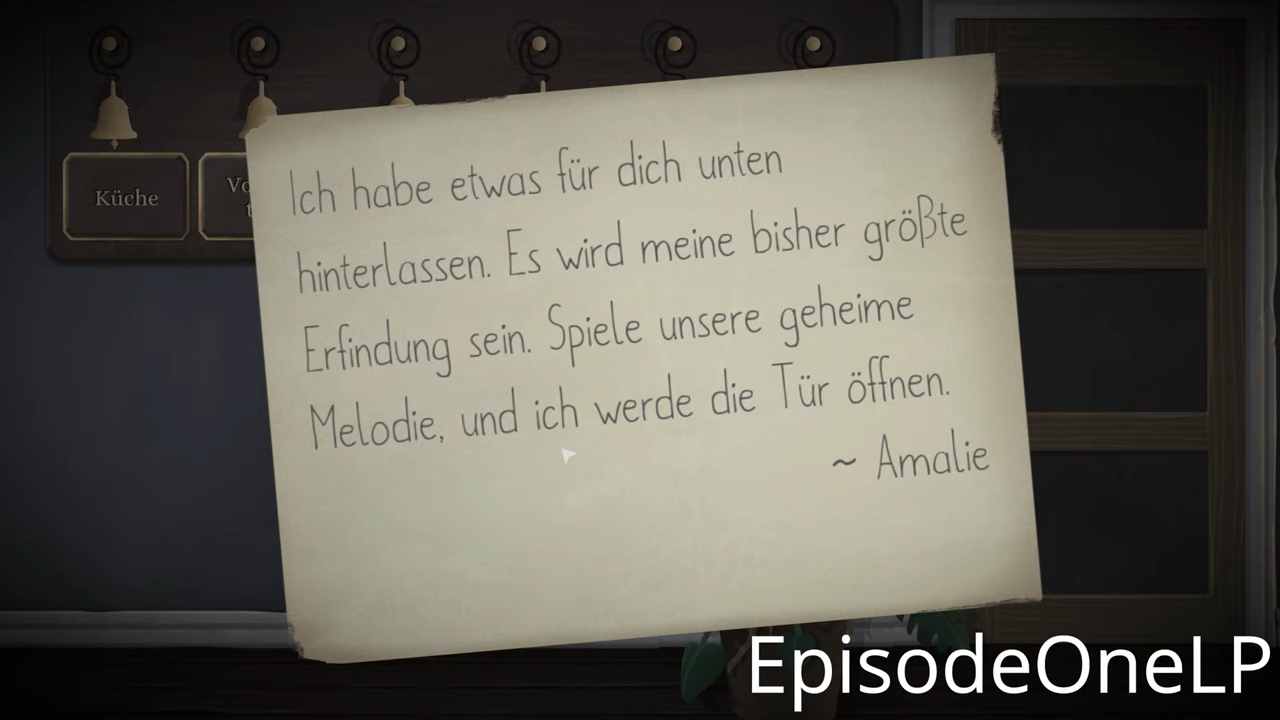 Küche
Ich habe etwas für dich unten
hinterlassen. Es wird meine bisher größte
Erfindung sein. Spiele unsere geheime
Melodie, und ich werde die Tür öffnen.
~ Amalie
EpisodeOneLP